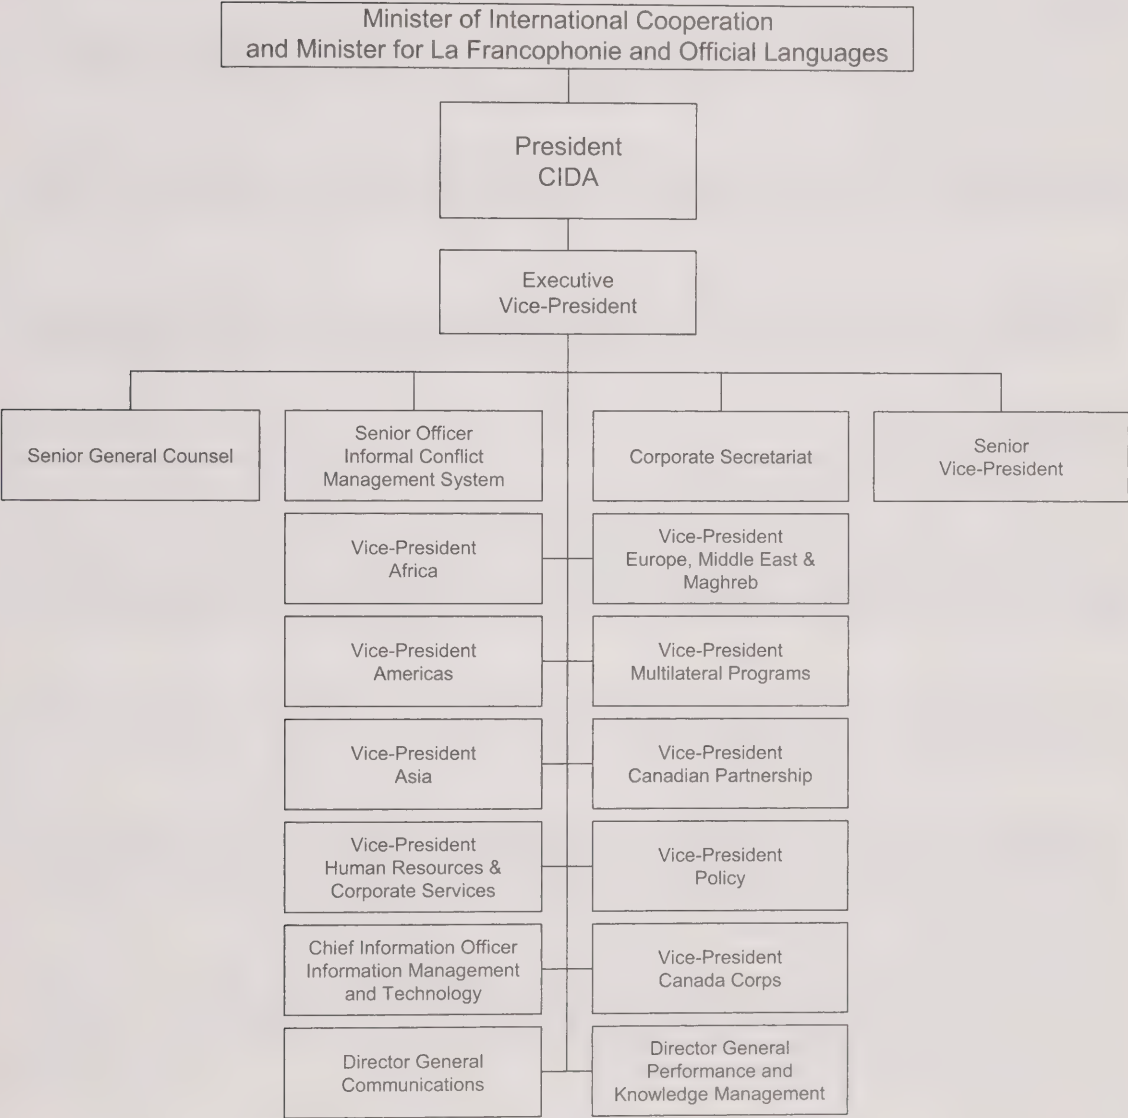 Minister of International Cooperation
and Minister for La Francophonie and Official Languages
President
CIDA
Executive
Vice-President
Senior General Counsel
Senior Officer
Informal Conflict
Management System
Corporate Secretariat
Senior
Vice-President
Vice-President
Africa
Vice-President
Europe, Middle East &
Maghreb
Vice-President
Americas
Vice-President
Multilateral Programs
Vice-President
Asia
Vice-President
Canadian Partnership
Vice-President
Human Resources &
Corporate Services
Vice-President
Policy
Chief Information Officer
Information Management
and Technology
Vice-President
Canada Corps
Director General
Communications
Director General
Performance and
Knowledge Management